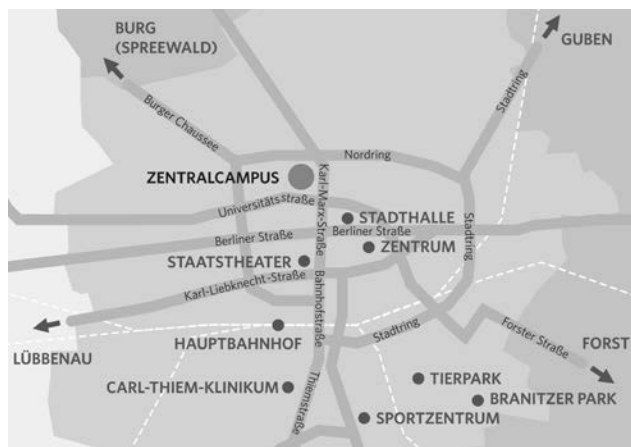 BURG
(SPREEWALD)
GUBEN
Burger Chaussee
Stadtring
Nordring
ZENTRALCAMPUS
Karl-Marx-Straße
Universitätsstraße
STADTHALLE
Stadtring
Berliner Straße
Berliner Straße
ZENTRUM
STAATSTHEATER
Karl-Liebknecht-Straße
Bahnhofstraße
LÜBBENAU
HAUPTBAHNHOF
Stadtring
Forster Straße
FORST
CARL-THIEM-KLINIKUM
Thiemstraße
TIERPARK
BRANITZER PARK
SPORTZENTRUM